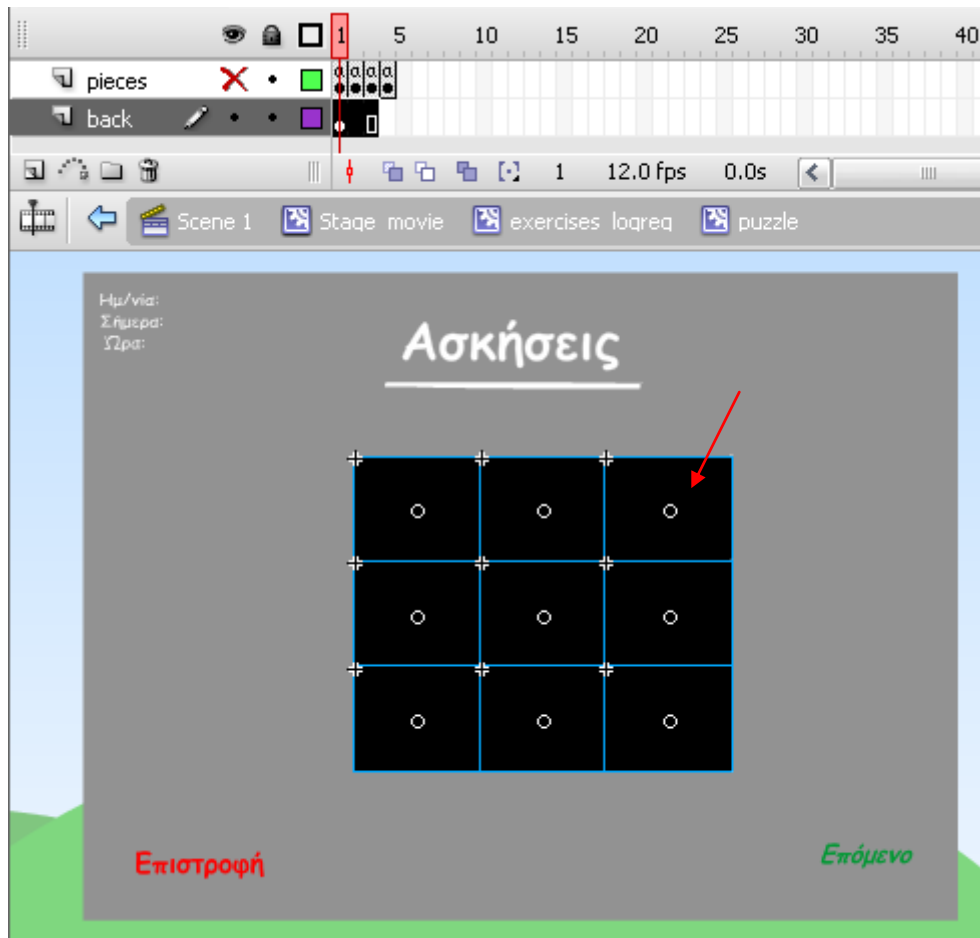 1 5 10 15 20 25 30 35 40
pieces a a a a
back
1 12.0 fps 0.0s
Scene 1 Stage movie exercises logreg puzzle
Ημ/νία:
Σήμερα:
Ώρα:
Ασκήσεις
Επιστροφή
Επόμενο